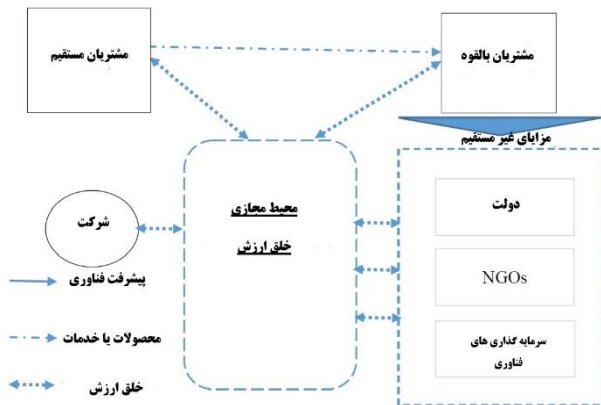 مشتریان مستقیم
مشتریان بالقوه
مزایای غیر مستقیم
محیط مجازی
خلق ارزش
شرکت
دولت
NGOs
سرمایه گذاری های
فناوری
پیشرفت فناوری
محصولات یا خدمات
خلق ارزش